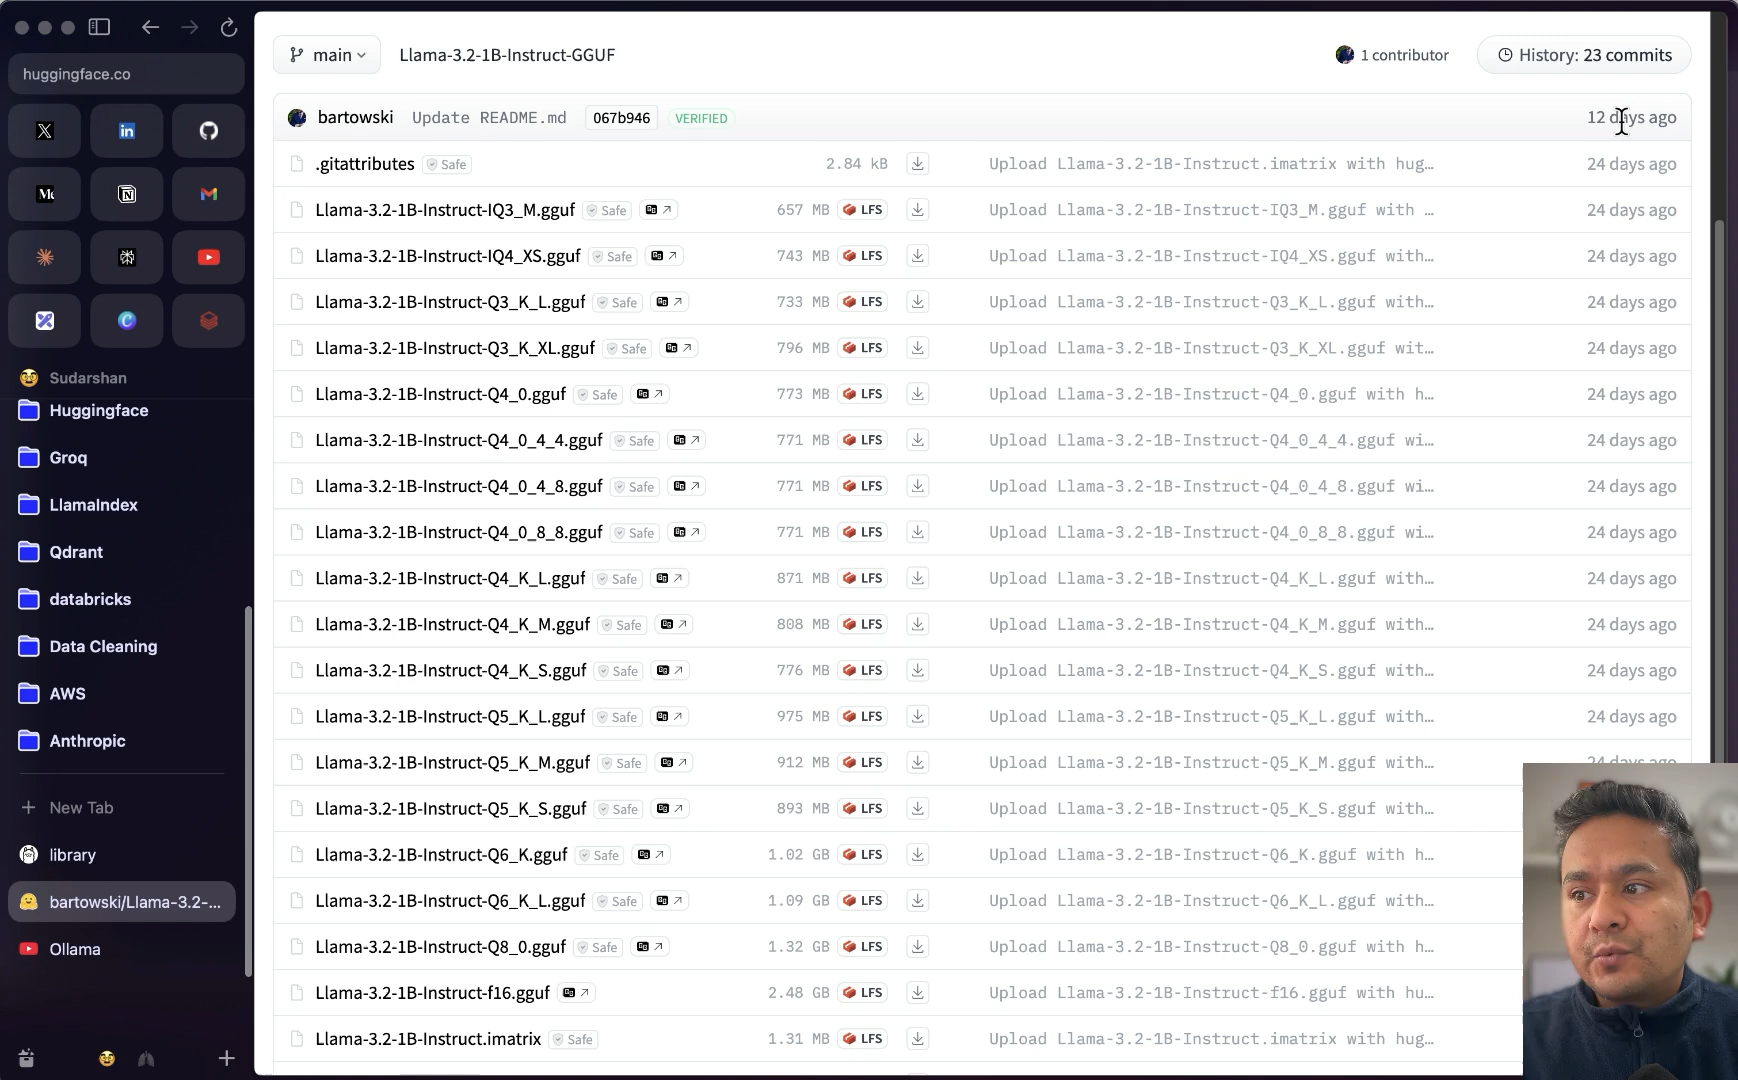 huggingface.co
Sudarshan
Huggingface
Groq
LlamaIndex
Qdrant
databricks
Data Cleaning
AWS
Anthropic
New Tab
library
bartowski/Llama-3.2-...
Ollama
main Llama-3.2-1B-Instruct-GGUF 1 contributor History: 23 commits
bartowski Update README.md 067b946 VERIFIED 12 days ago
.gitattributes Safe 2.84 kB Upload Llama-3.2-1B-Instruct.imatrix with hug… 24 days ago
Llama-3.2-1B-Instruct-IQ3_M.gguf Safe 657 MB LFS Upload Llama-3.2-1B-Instruct-IQ3_M.gguf with … 24 days ago
Llama-3.2-1B-Instruct-IQ4_XS.gguf Safe 743 MB LFS Upload Llama-3.2-1B-Instruct-IQ4_XS.gguf with… 24 days ago
Llama-3.2-1B-Instruct-Q3_K_L.gguf Safe 733 MB LFS Upload Llama-3.2-1B-Instruct-Q3_K_L.gguf with… 24 days ago
Llama-3.2-1B-Instruct-Q3_K_XL.gguf Safe 796 MB LFS Upload Llama-3.2-1B-Instruct-Q3_K_XL.gguf wit… 24 days ago
Llama-3.2-1B-Instruct-Q4_0.gguf Safe 773 MB LFS Upload Llama-3.2-1B-Instruct-Q4_0.gguf with h… 24 days ago
Llama-3.2-1B-Instruct-Q4_0_4_4.gguf Safe 771 MB LFS Upload Llama-3.2-1B-Instruct-Q4_0_4_4.gguf wi… 24 days ago
Llama-3.2-1B-Instruct-Q4_0_4_8.gguf Safe 771 MB LFS Upload Llama-3.2-1B-Instruct-Q4_0_4_8.gguf wi… 24 days ago
Llama-3.2-1B-Instruct-Q4_0_8_8.gguf Safe 771 MB LFS Upload Llama-3.2-1B-Instruct-Q4_0_8_8.gguf wi… 24 days ago
Llama-3.2-1B-Instruct-Q4_K_L.gguf Safe 871 MB LFS Upload Llama-3.2-1B-Instruct-Q4_K_L.gguf with… 24 days ago
Llama-3.2-1B-Instruct-Q4_K_M.gguf Safe 808 MB LFS Upload Llama-3.2-1B-Instruct-Q4_K_M.gguf with… 24 days ago
Llama-3.2-1B-Instruct-Q4_K_S.gguf Safe 776 MB LFS Upload Llama-3.2-1B-Instruct-Q4_K_S.gguf with… 24 days ago
Llama-3.2-1B-Instruct-Q5_K_L.gguf Safe 975 MB LFS Upload Llama-3.2-1B-Instruct-Q5_K_L.gguf with… 24 days ago
Llama-3.2-1B-Instruct-Q5_K_M.gguf Safe 912 MB LFS Upload Llama-3.2-1B-Instruct-Q5_K_M.gguf with… 24 days ago
Llama-3.2-1B-Instruct-Q5_K_S.gguf Safe 893 MB LFS Upload Llama-3.2-1B-Instruct-Q5_K_S.gguf with…
Llama-3.2-1B-Instruct-Q6_K.gguf Safe 1.02 GB LFS Upload Llama-3.2-1B-Instruct-Q6_K.gguf with h…
Llama-3.2-1B-Instruct-Q6_K_L.gguf Safe 1.09 GB LFS Upload Llama-3.2-1B-Instruct-Q6_K_L.gguf with…
Llama-3.2-1B-Instruct-Q8_0.gguf Safe 1.32 GB LFS Upload Llama-3.2-1B-Instruct-Q8_0.gguf with h…
Llama-3.2-1B-Instruct-f16.gguf 2.48 GB LFS Upload Llama-3.2-1B-Instruct-f16.gguf with hu…
Llama-3.2-1B-Instruct.imatrix Safe 1.31 MB LFS Upload Llama-3.2-1B-Instruct.imatrix with hug…